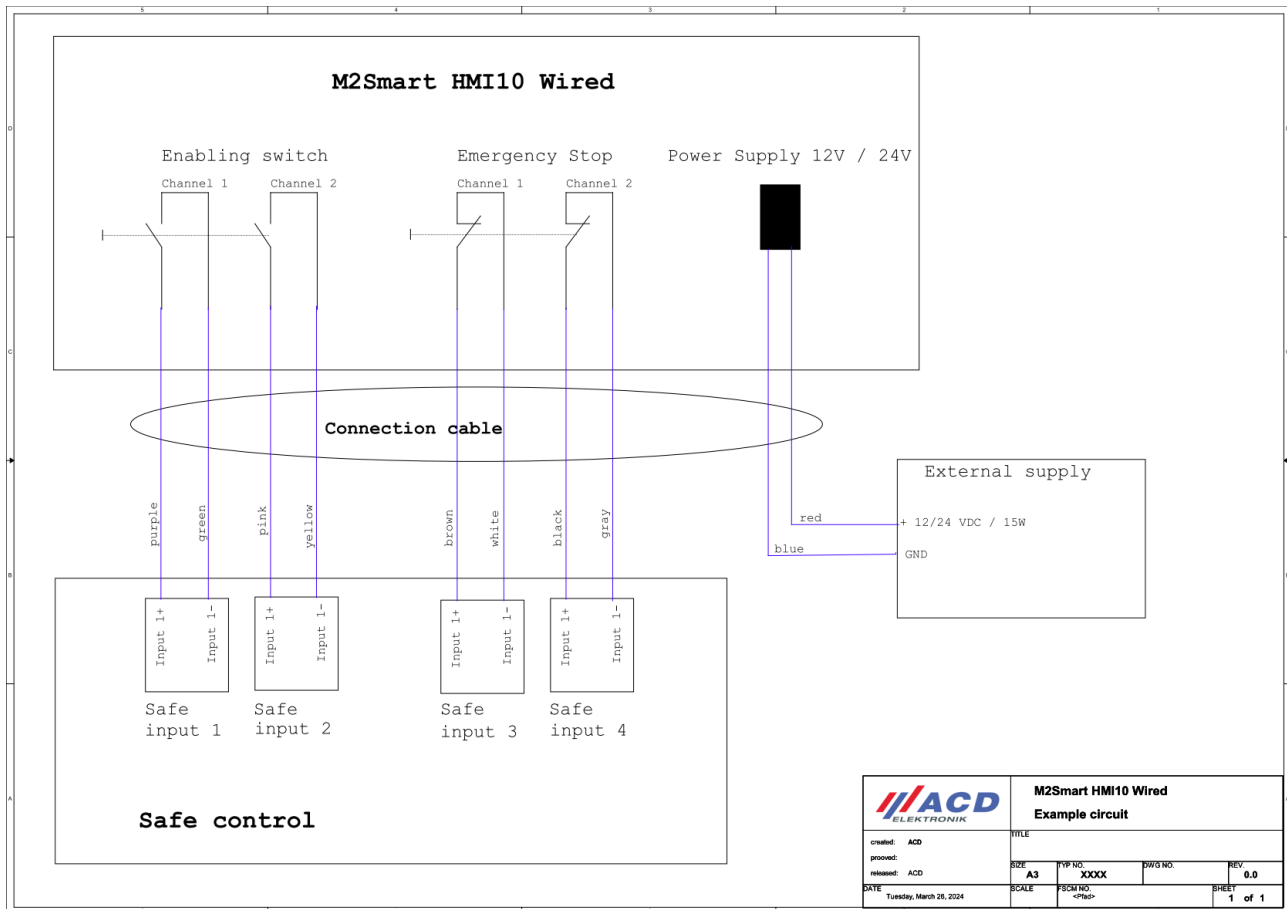 5 4 3 2 1
M2Smart HMI10 Wired
D
Enabling switch
Emergency Stop
Power Supply 12V / 24V
Channel 1
Channel 2
Channel 1
Channel 2
C
Connection cable
purple
green
pink
yellow
brown
white
black
gray
External supply
red
+ 12/24 VDC / 15W
blue
GND
B
Input 1+
Input 1-
Input 1+
Input 1-
Input 1+
Input 1-
Input 1+
Input 1-
Safe
input 1
Safe
input 2
Safe
input 3
Safe
input 4
A
Safe control
ACD
ELEKTRONIK
M2Smart HMI10 Wired
Example circuit
created: ACD
prooved:
released: ACD
TITLE
SIZE
A3
TYP NO.
XXXX
DWG NO.
REV.
0.0
DATE
Tuesday, March 26, 2024
SCALE
FSCM NO.
<Pfad>
SHEET
1 of 1